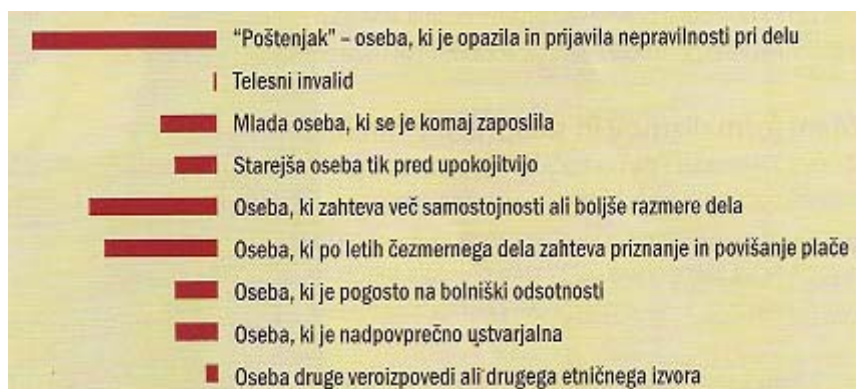 “Poštenjak” – oseba, ki je opazila in prijavila nepravilnosti pri delu
Telesni invalid
Mlada oseba, ki se je komaj zaposlila
Starejša oseba tik pred upokojitvijo
Oseba, ki zahteva več samostojnosti ali boljše razmere dela
Oseba, ki po letih čezmernega dela zahteva priznanje in povišanje plače
Oseba, ki je pogosto na bolniški odsotnosti
Oseba, ki je nadpovprečno ustvarjalna
Oseba druge veroizpovedi ali drugega etničnega izvora